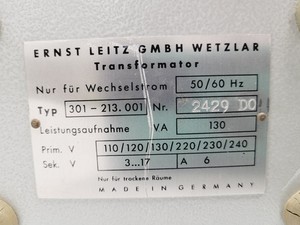 ERNST LEITZ GMBH WETZLAR
Transformator
Nur für Wechselstrom 50/60 Hz
Typ 301-213.001 Nr. 2429 DO
Leistungsaufnahme VA 130
Prim. V 110/120/130/220/230/240
Sek. V 3...17 A 6
Nur für trockene Räume
MADE IN GERMANY